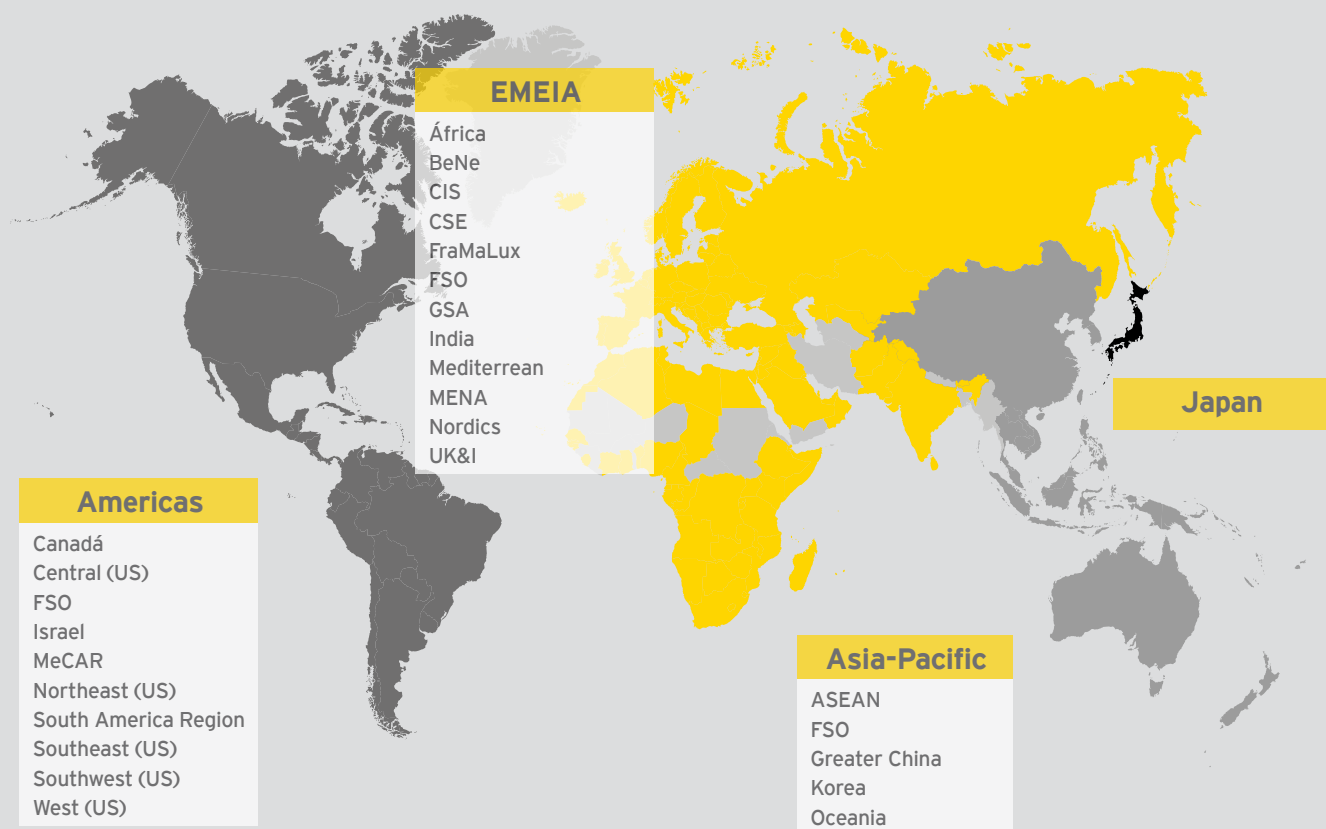 EMEIA
África
BeNe
CIS
CSE
FraMaLux
FSO
GSA
India
Mediterrean
MENA
Nordics
UK&I
Japan
Americas
Canadá
Central (US)
FSO
Israel
MeCAR
Northeast (US)
South America Region
Southeast (US)
Southwest (US)
West (US)
Asia-Pacific
ASEAN
FSO
Greater China
Korea
Oceania